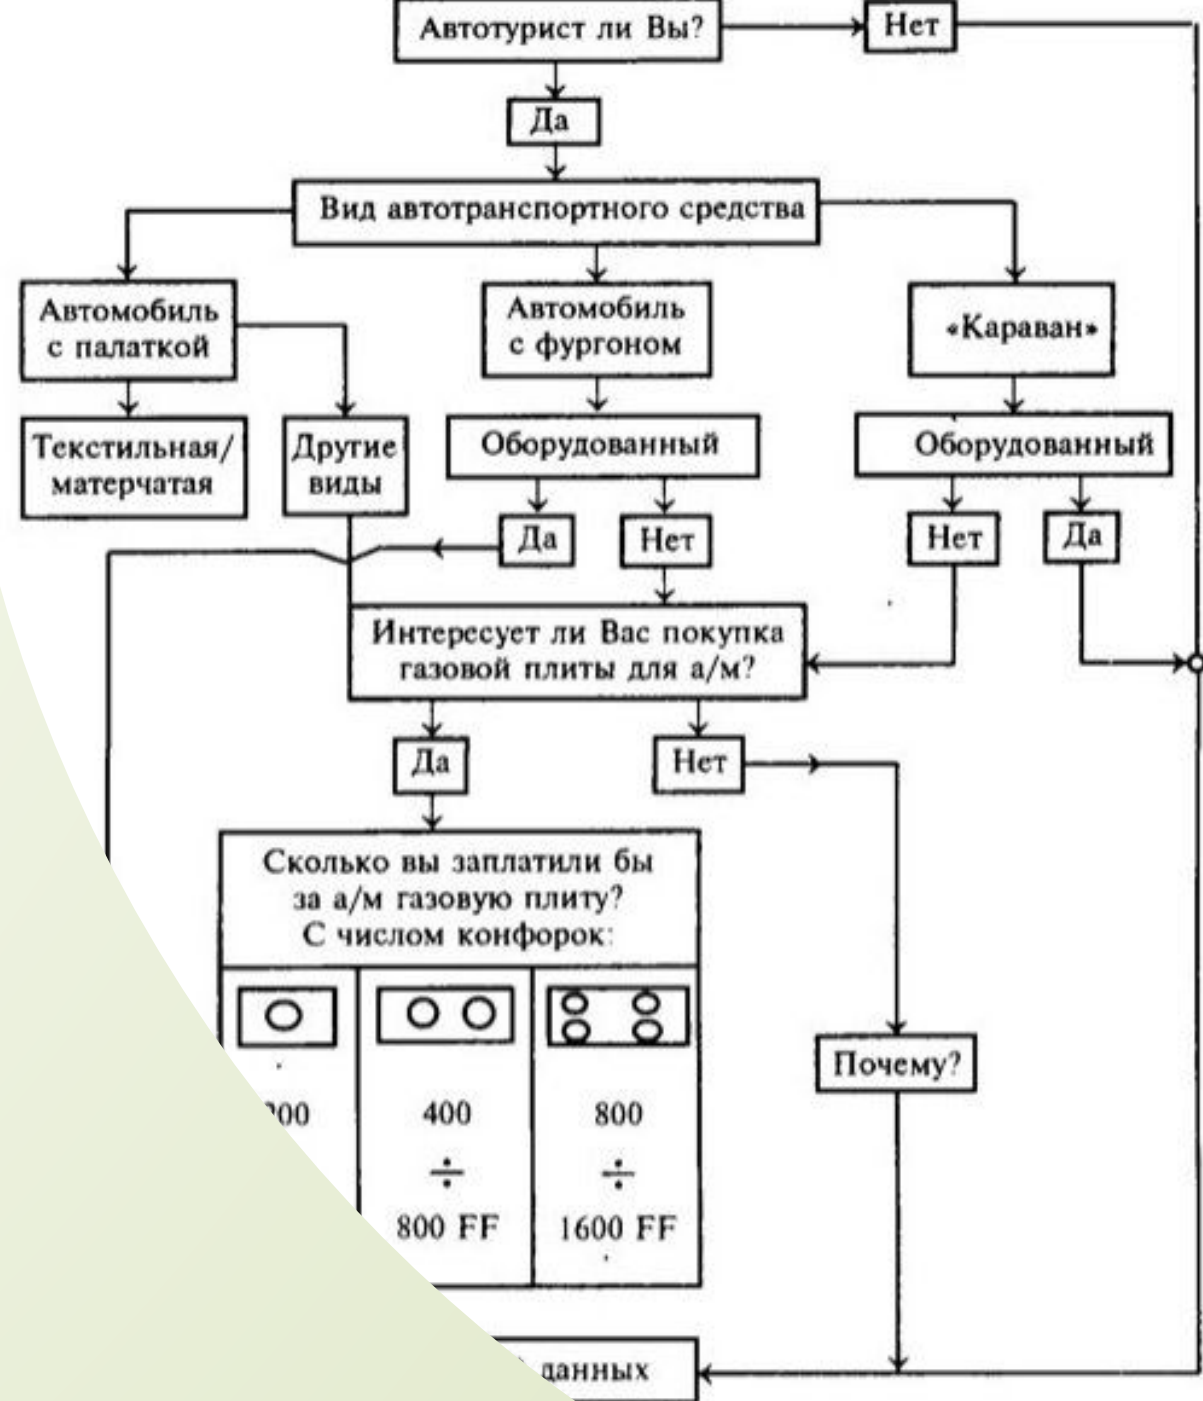 Автотурист ли Вы?
Нет
Да
Вид автотранспортного средства
Автомобиль
с палаткой
Автомобиль
с фургоном
«Караван»
Текстильная/
матерчатая
Другие
виды
Оборудованный
Оборудованный
Да
Нет
Нет
Да
Интересует ли Вас покупка
газовой плиты для а/м?
Да
Нет
Сколько вы заплатили бы
за а/м газовую плиту?
С числом конфорок:
Почему?
400
800
÷
÷
800 FF
1600 FF
данных